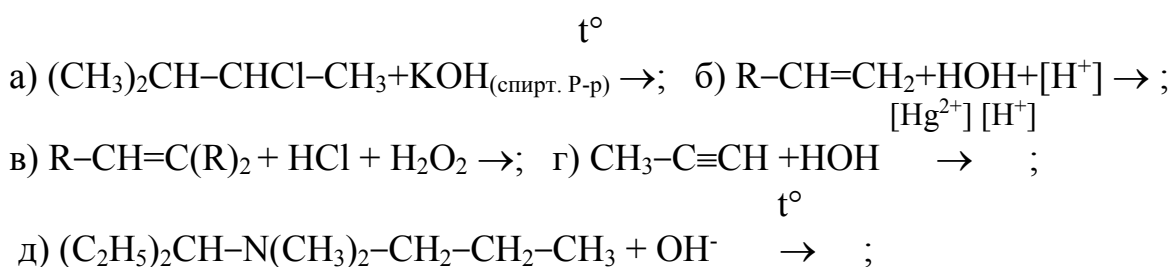 t°
а) (CH₃)₂CH−CHCl−CH₃+KOH(спирт. Р-р) →;   б) R−CH=CH₂+HOH+[H⁺] → ;
[Hg²⁺] [H⁺]
в) R−CH=C(R)₂ + HCl + H₂O₂ →;   г) CH₃−C≡CH +HOH → ;
t°
д) (C₂H₅)₂CH−N(CH₃)₂−CH₂−CH₂−CH₃ + OH⁻ → ;